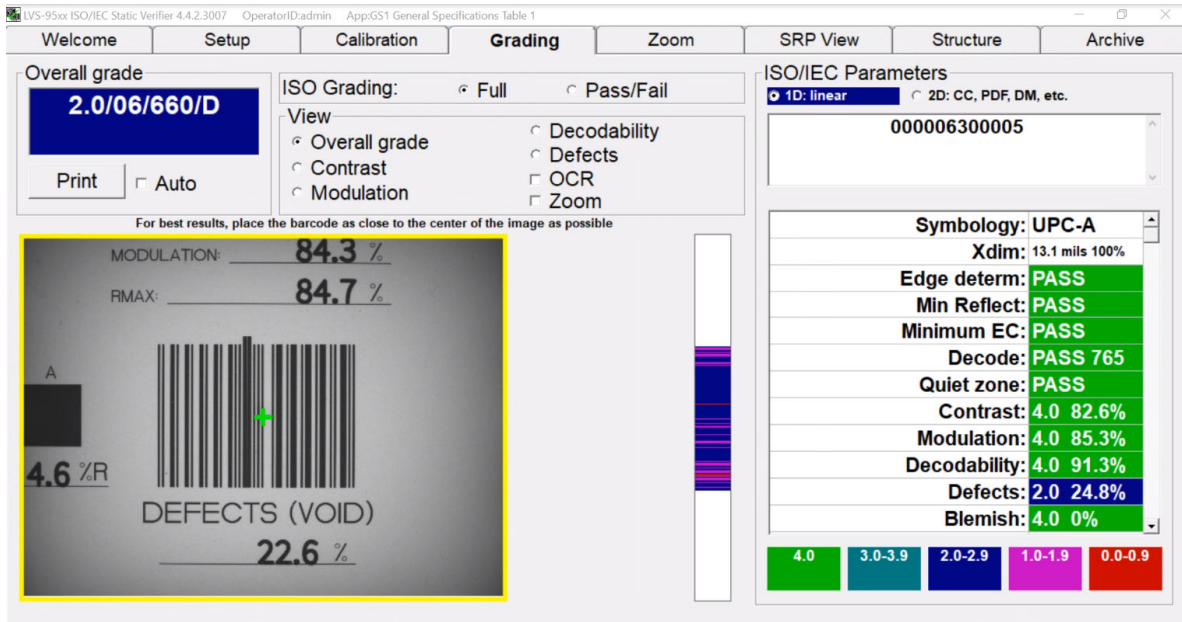 LVS-95xx ISO/IEC Static Verifier 4.4.2.3007 OperatorID:admin App:GS1 General Specifications Table 1
Welcome Setup Calibration Grading Zoom SRP View Structure Archive
Overall grade
2.0/06/660/D
Print Auto
ISO Grading: Full Pass/Fail
View
Overall grade
Contrast
Modulation
Decodability
Defects
OCR
Zoom
For best results, place the barcode as close to the center of the image as possible
MODULATION: 84.3 %
RMAX: 84.7 %
A
4.6 %R
DEFECTS (VOID)
22.6 %
ISO/IEC Parameters
1D: linear 2D: CC, PDF, DM, etc.
000006300005
Symbology: UPC-A
Xdim: 13.1 mils 100%
Edge determ: PASS
Min Reflect: PASS
Minimum EC: PASS
Decode: PASS 765
Quiet zone: PASS
Contrast: 4.0 82.6%
Modulation: 4.0 85.3%
Decodability: 4.0 91.3%
Defects: 2.0 24.8%
Blemish: 4.0 0%
4.0 3.0-3.9 2.0-2.9 1.0-1.9 0.0-0.9